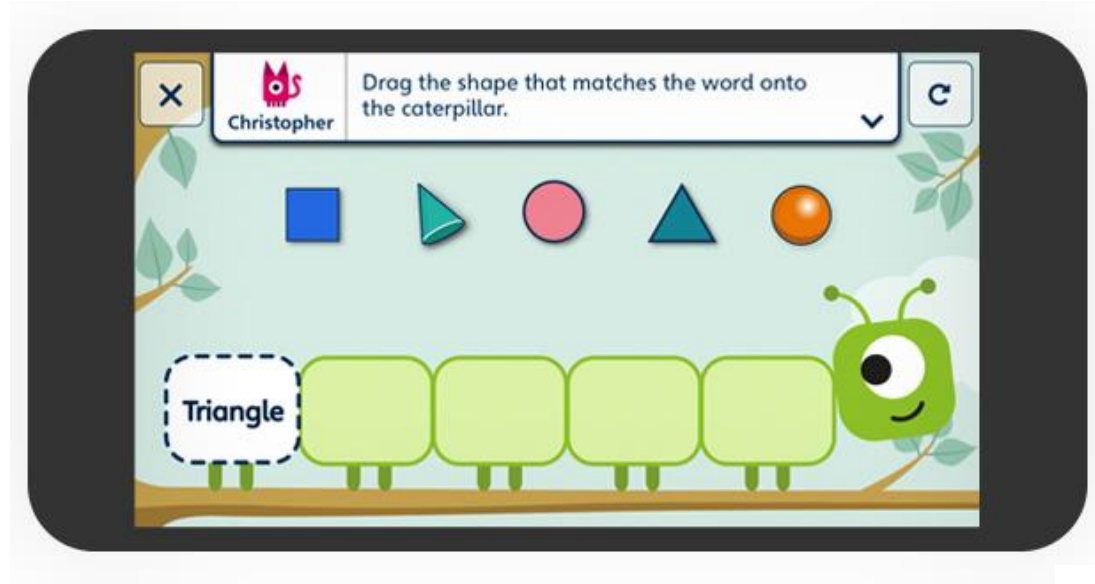 Drag the shape that matches the word onto
the caterpillar.
Christopher
Triangle